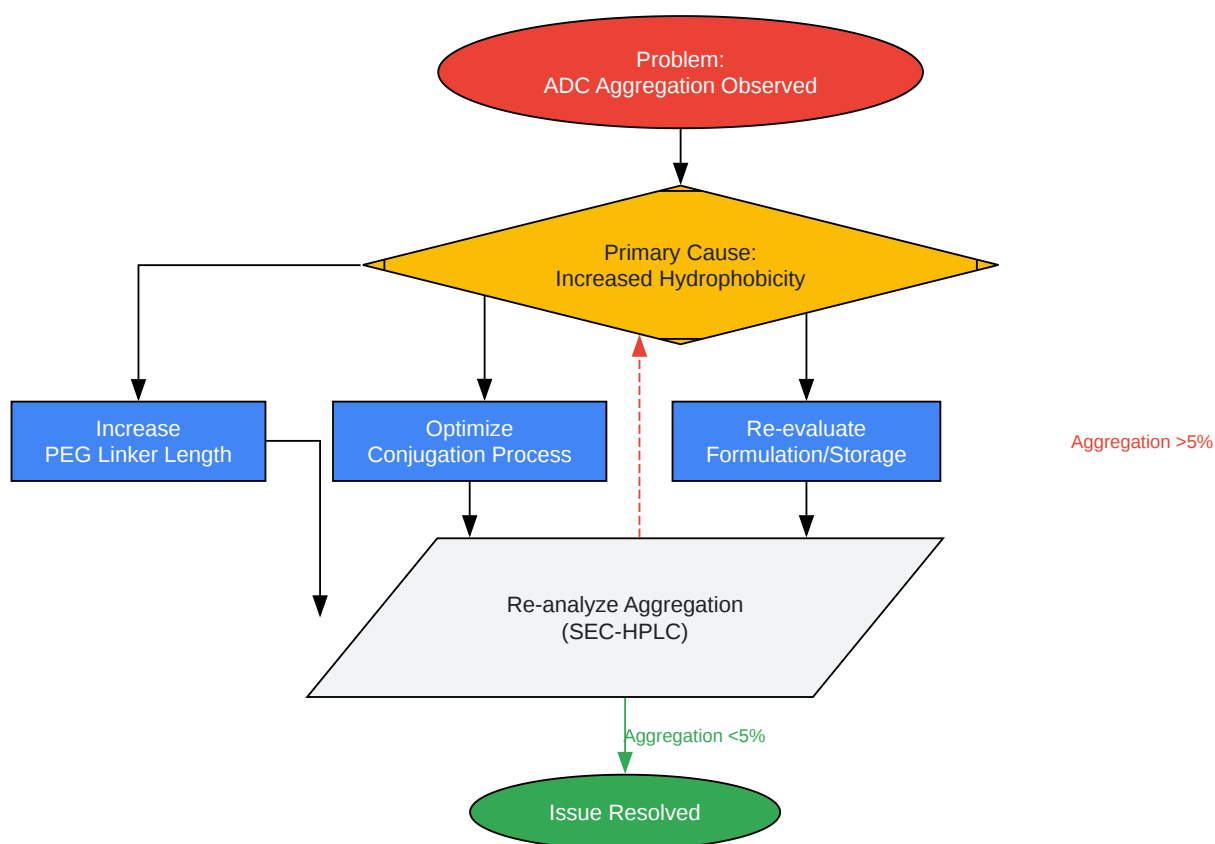 Problem:
ADC Aggregation Observed
Primary Cause:
Increased Hydrophobicity
Increase
PEG Linker Length
Optimize
Conjugation Process
Re-evaluate
Formulation/Storage
Aggregation >5%
Re-analyze Aggregation
(SEC-HPLC)
Aggregation <5%
Issue Resolved